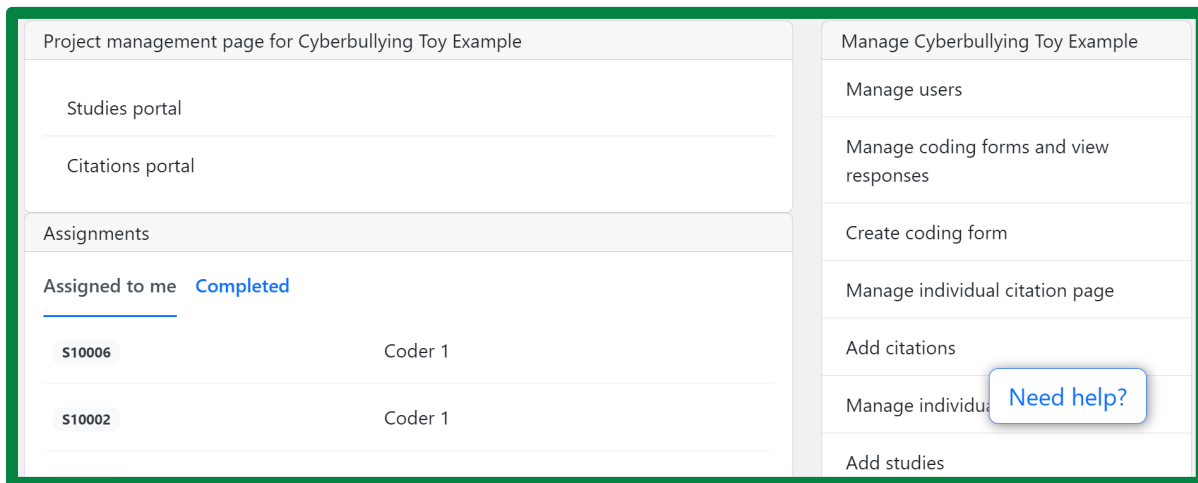 Project management page for Cyberbullying Toy Example
Studies portal
Citations portal
Assignments
Assigned to me Completed
S10006 Coder 1
S10002 Coder 1
Manage Cyberbullying Toy Example
Manage users
Manage coding forms and view
responses
Create coding form
Manage individual citation page
Add citations
Manage
Need help?
Add studies